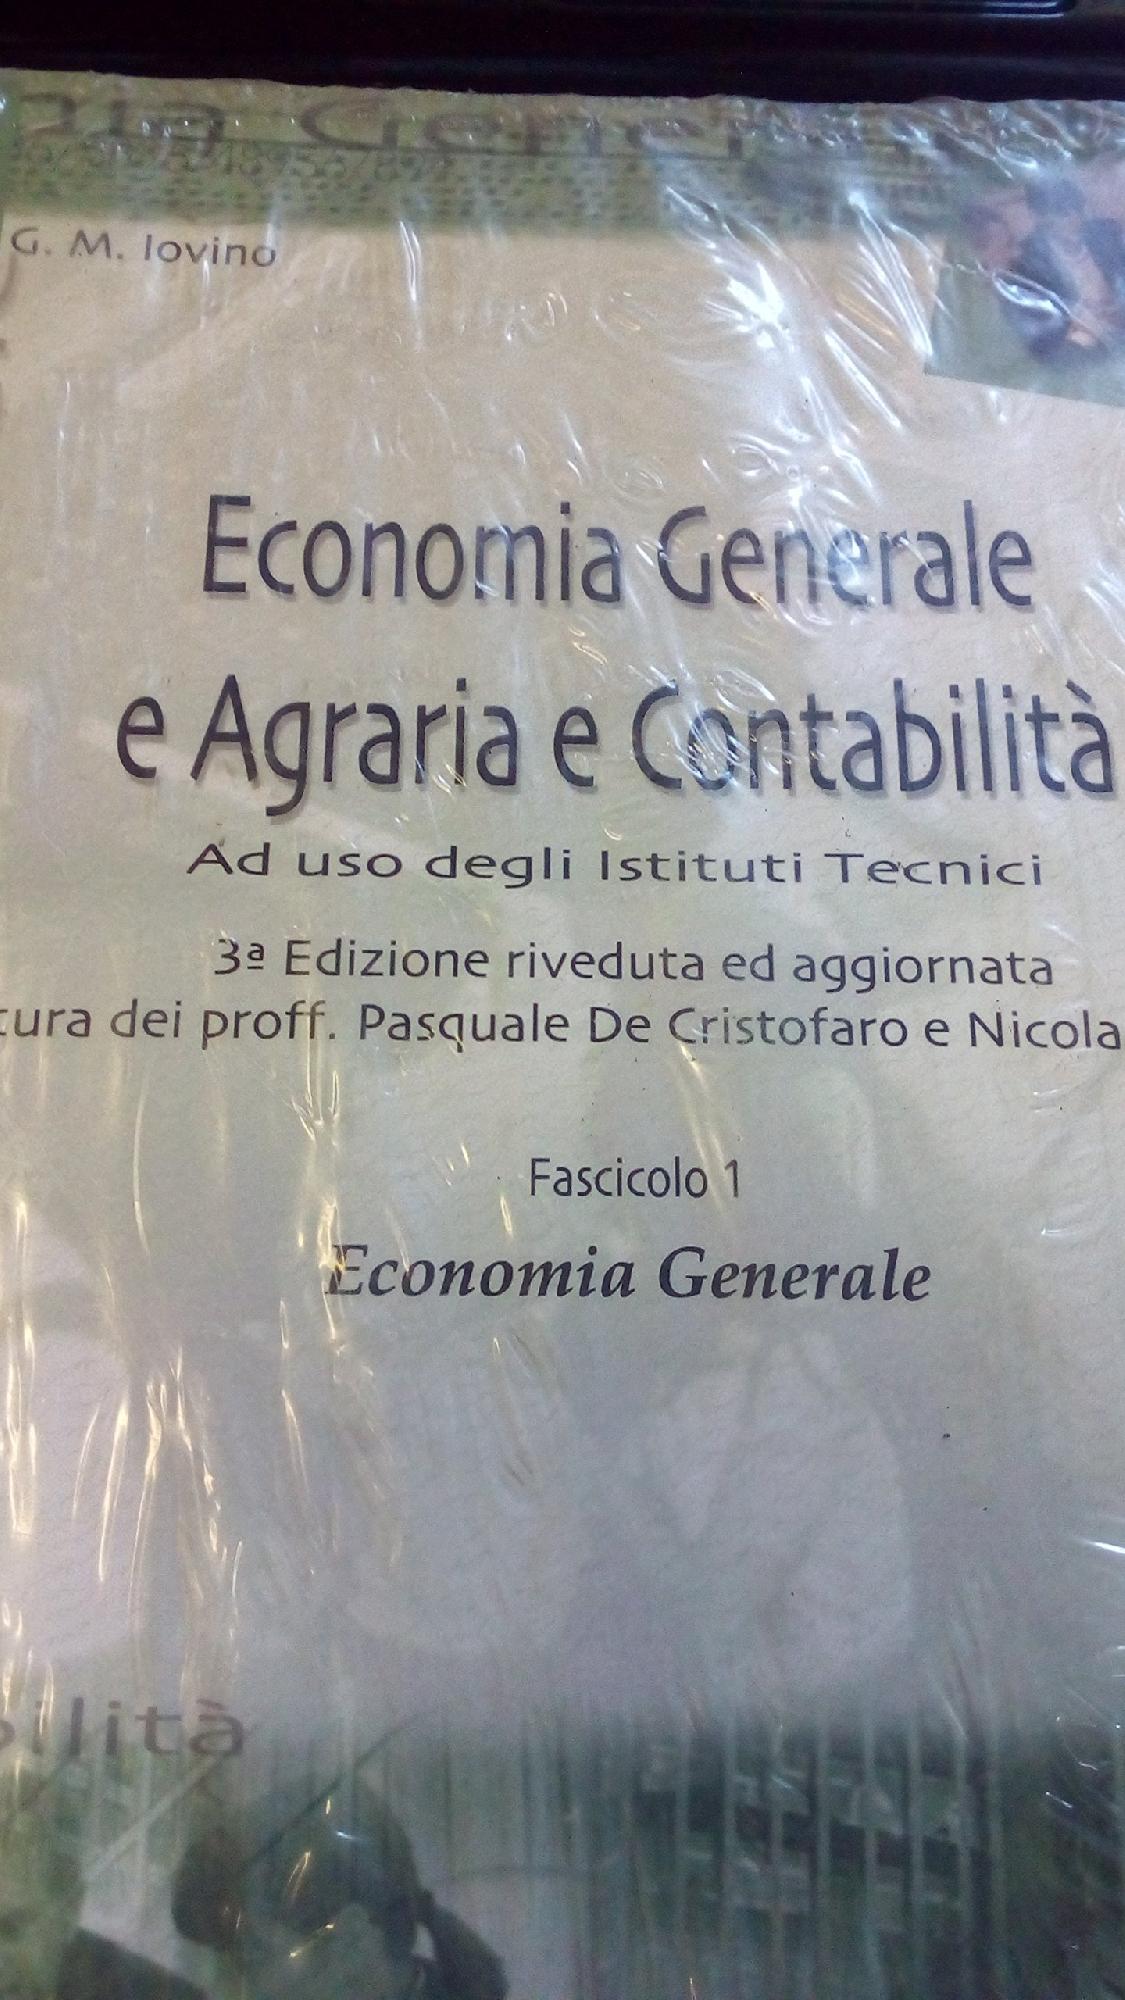 G. M. Iovino
Economia Generale
e Agraria e Contabilità
Ad uso degli Istituti Tecnici
3ª Edizione riveduta ed aggiornata
cura dei proff. Pasquale De Cristofaro e Nicola
Fascicolo 1
Economia Generale
bilità